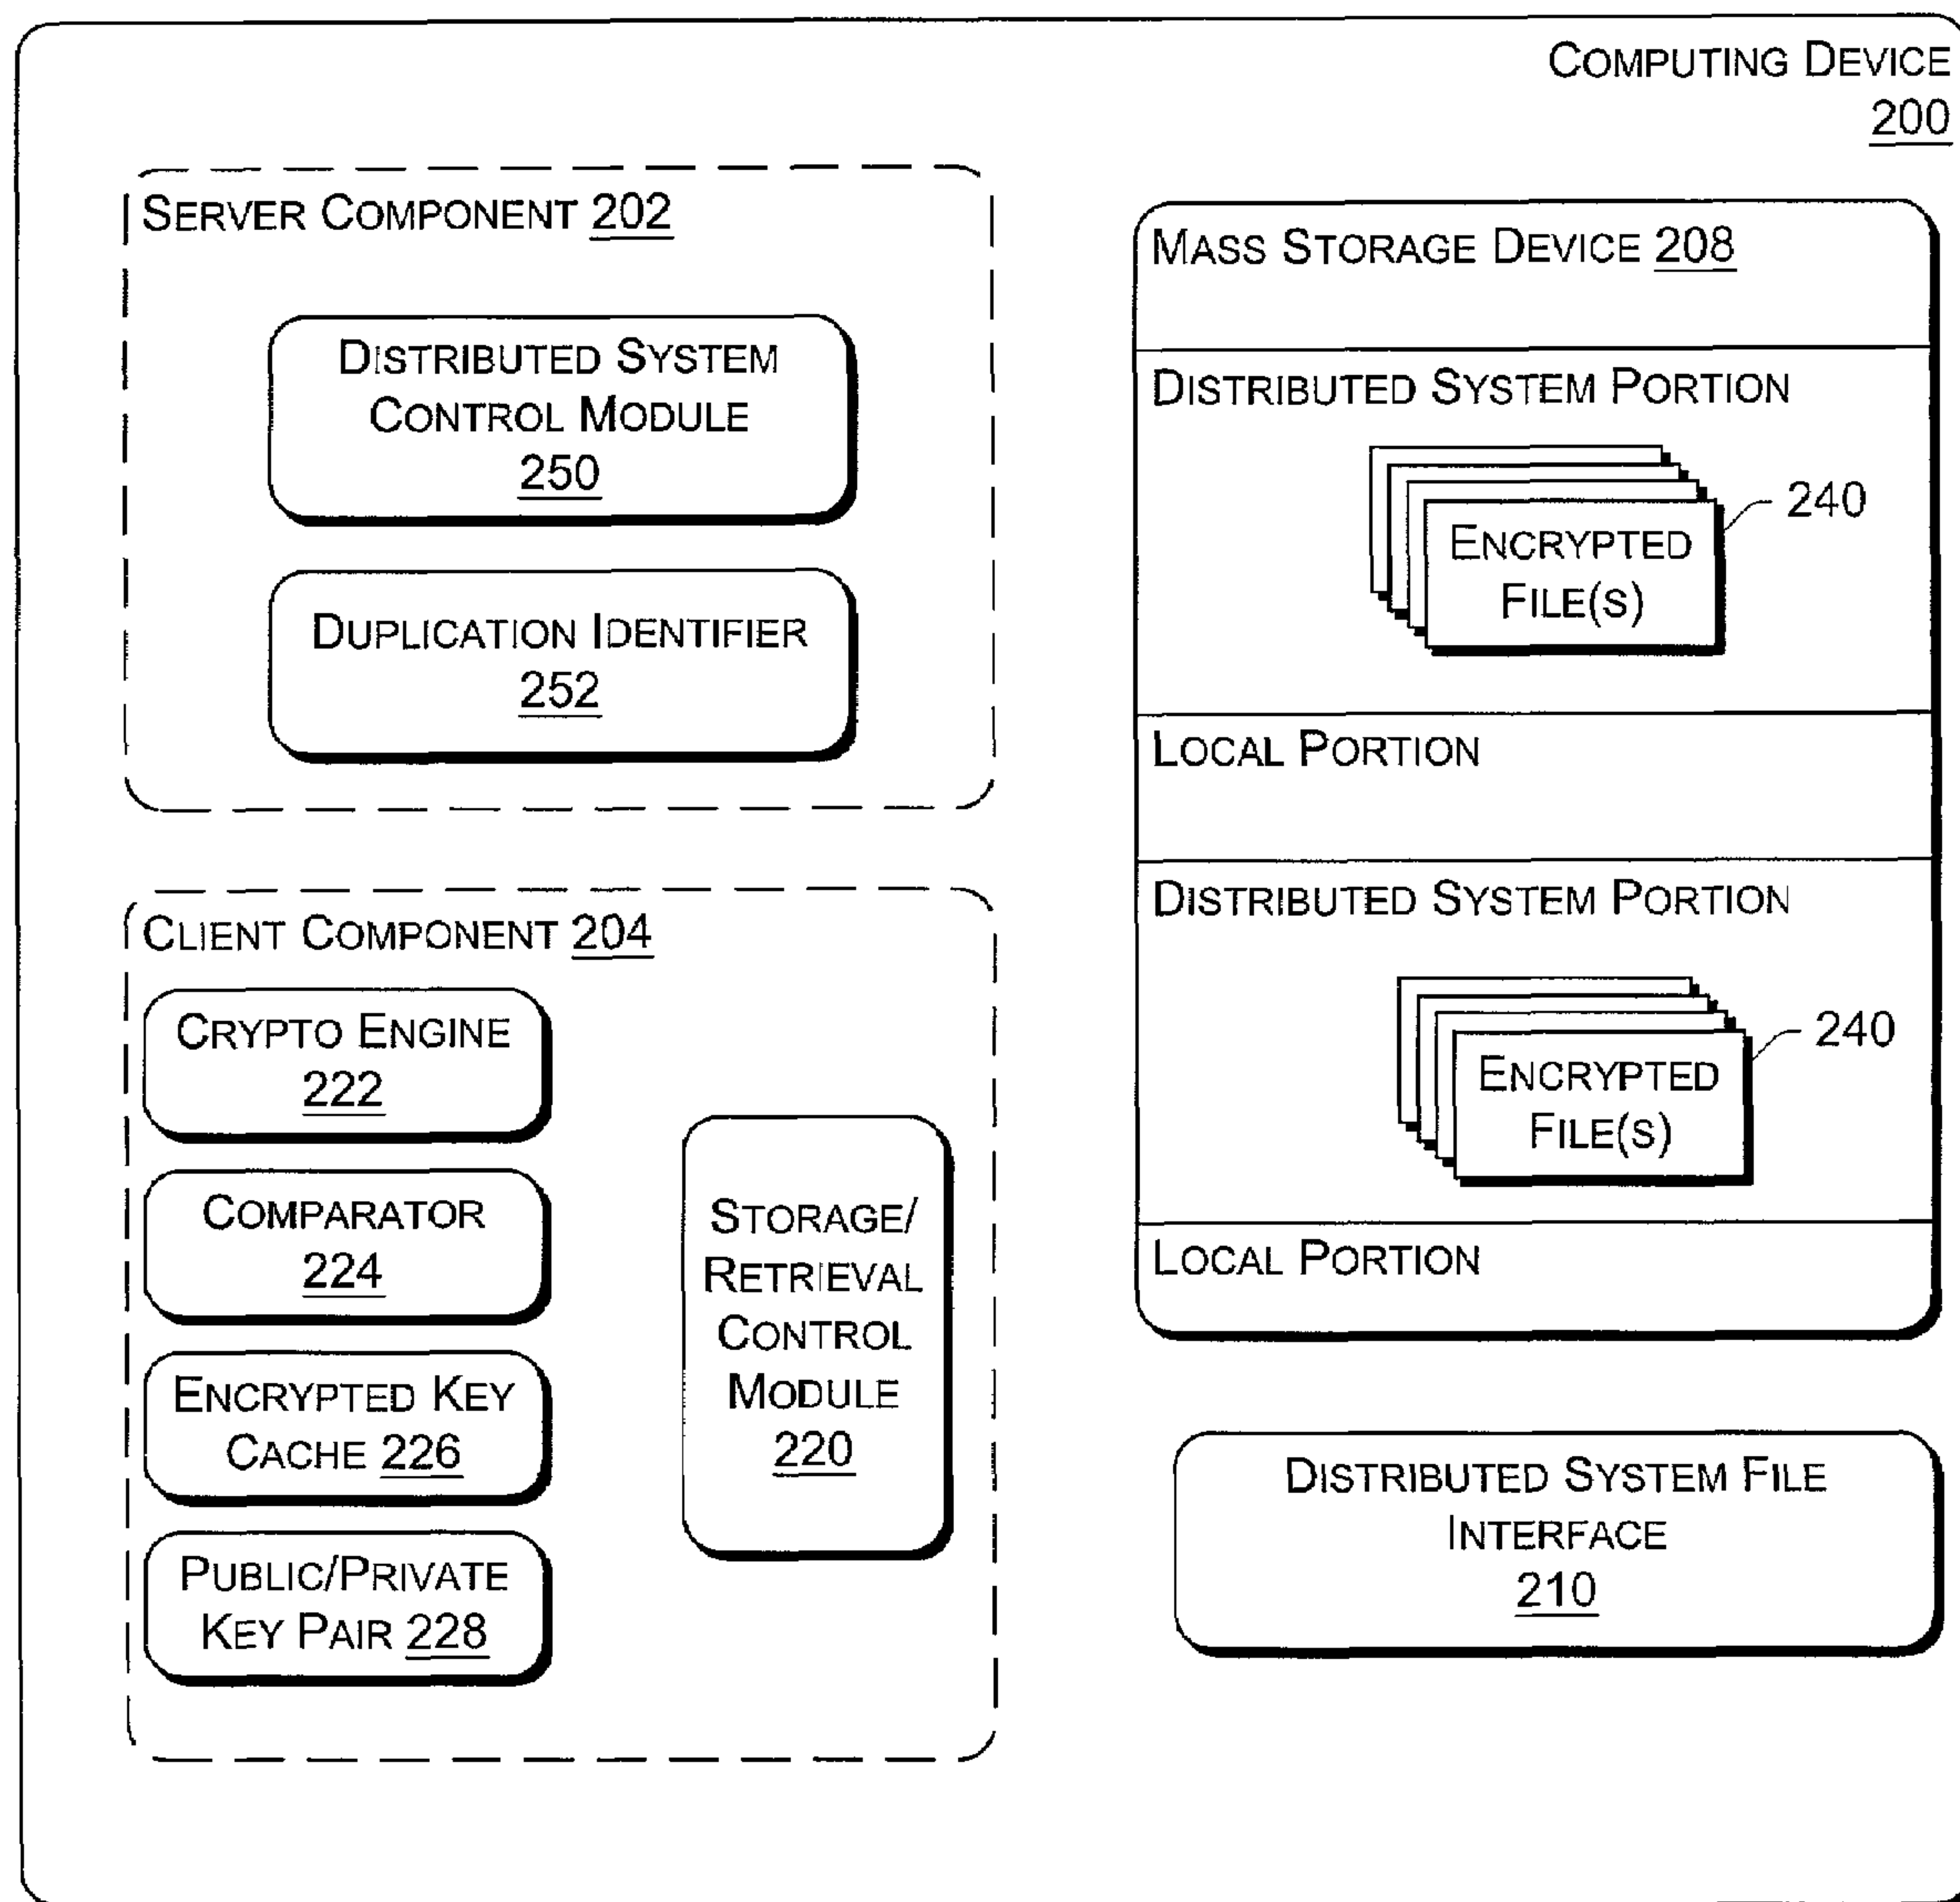 COMPUTING DEVICE
200
SERVER COMPONENT 202
DISTRIBUTED SYSTEM
CONTROL MODULE
250
DUPLICATION IDENTIFIER
252
CLIENT COMPONENT 204
CRYPTO ENGINE
222
COMPARATOR
224
ENCRYPTED KEY
CACHE 226
PUBLIC/PRIVATE
KEY PAIR 228
STORAGE/
RETRIEVAL
CONTROL
MODULE
220
MASS STORAGE DEVICE 208
DISTRIBUTED SYSTEM PORTION
240
ENCRYPTED
FILE(S)
LOCAL PORTION
DISTRIBUTED SYSTEM PORTION
240
ENCRYPTED
FILE(S)
LOCAL PORTION
DISTRIBUTED SYSTEM FILE
INTERFACE
210